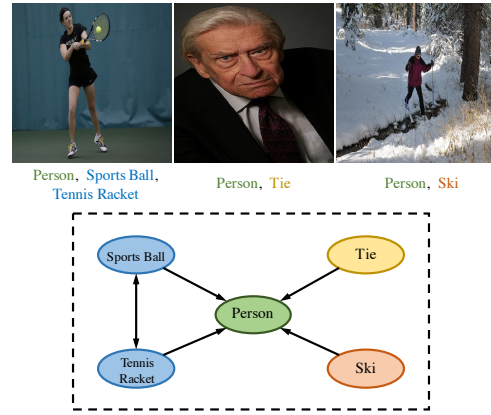 Person, Sports Ball,
Tennis Racket
Person, Tie
Person, Ski
Sports Ball
Tie
Person
Tennis
Racket
Ski